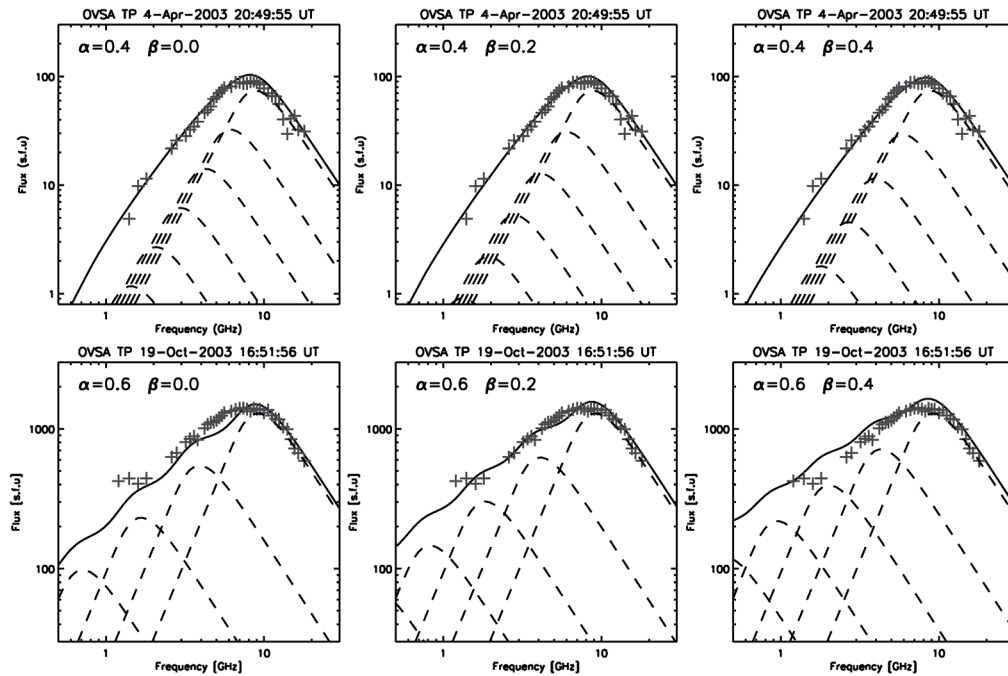 OVSA TP 4-Apr-2003 20:49:55 UT
α=0.4 β=0.0
100
10
1
Flux (s.f.u)
1 10
Frequency (GHz)
OVSA TP 4-Apr-2003 20:49:55 UT
α=0.4 β=0.2
100
10
1
Flux (s.f.u)
1 10
Frequency (GHz)
OVSA TP 4-Apr-2003 20:49:55 UT
α=0.4 β=0.4
100
10
1
Flux (s.f.u)
1 10
Frequency (GHz)
OVSA TP 19-Oct-2003 16:51:56 UT
α=0.6 β=0.0
1000
100
Flux [s.f.u]
1 10
Frequency [GHz]
OVSA TP 19-Oct-2003 16:51:56 UT
α=0.6 β=0.2
1000
100
Flux [s.f.u]
1 10
Frequency [GHz]
OVSA TP 19-Oct-2003 16:51:56 UT
α=0.6 β=0.4
1000
100
Flux [s.f.u]
1 10
Frequency [GHz]